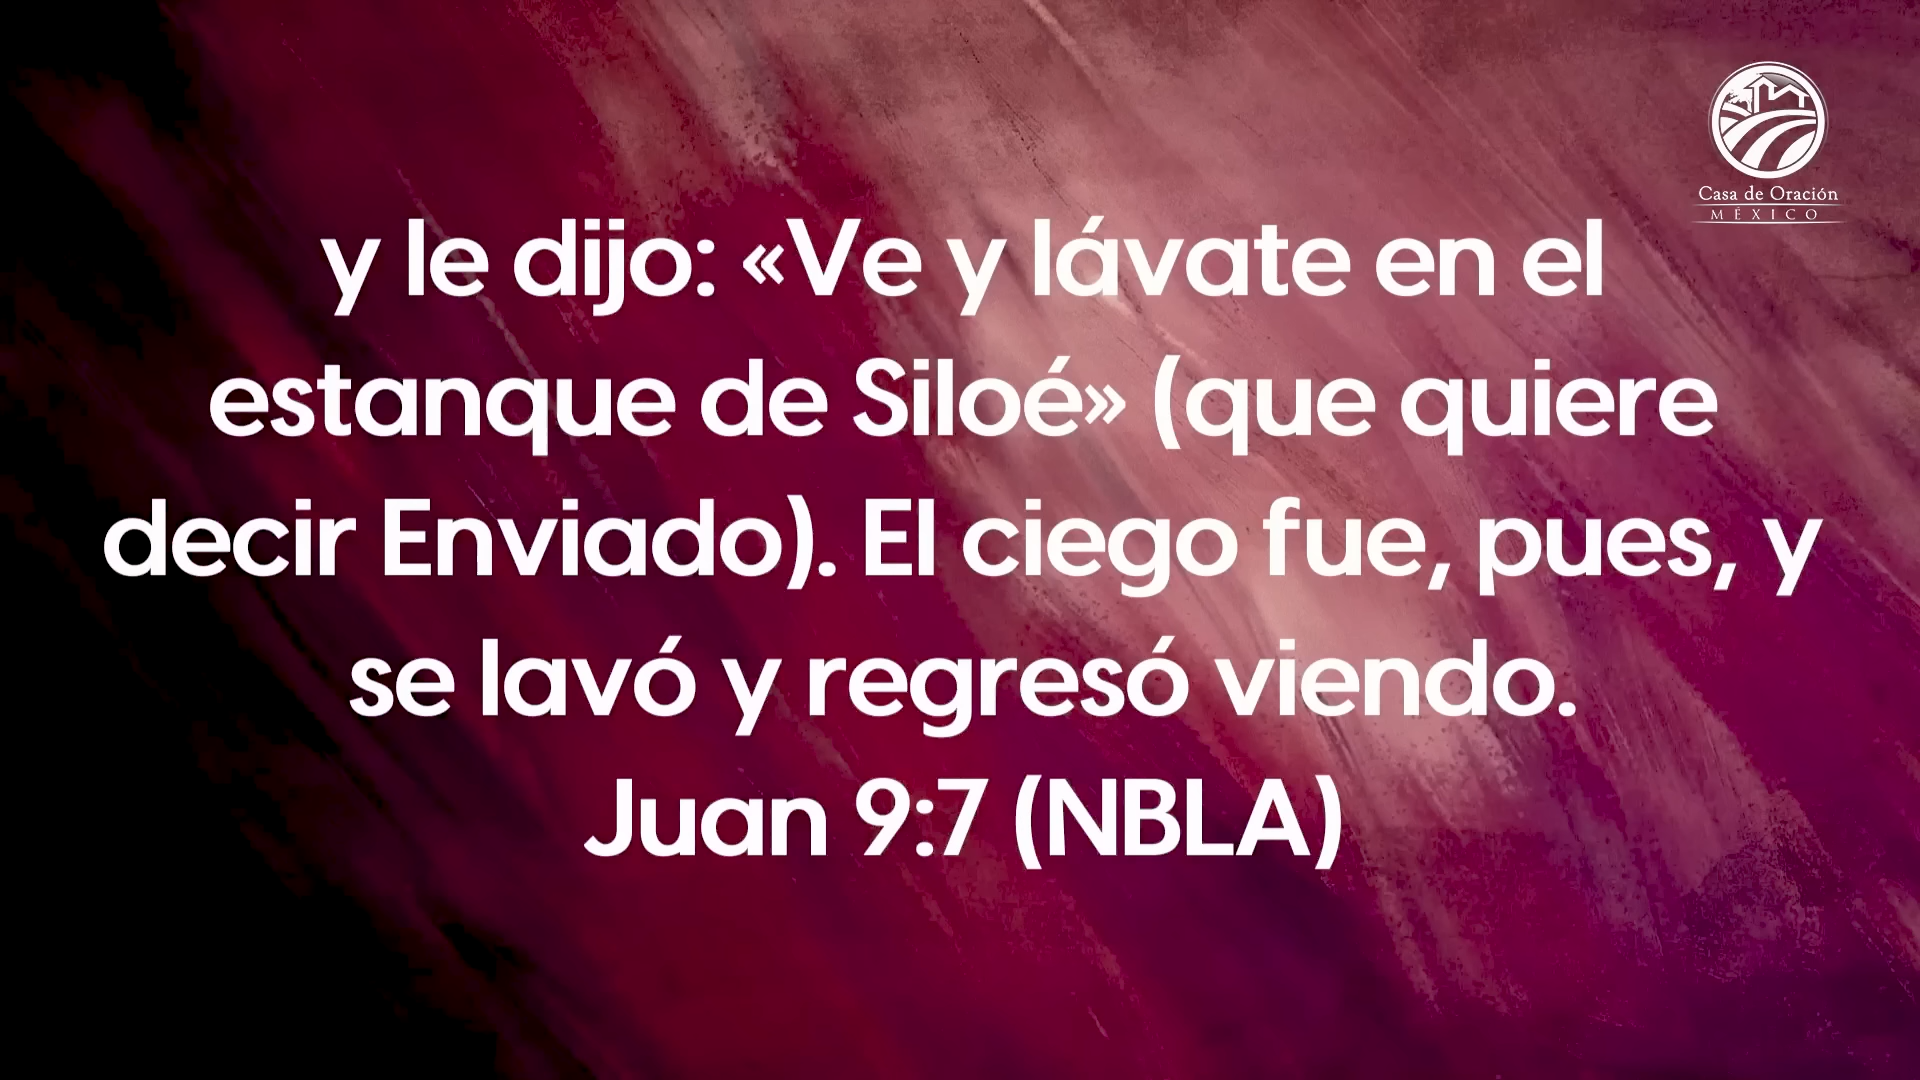 Casa de Oración
MÉXICO
y le dijo: «Ve y lávate en el
estanque de Siloé» (que quiere
decir Enviado). El ciego fue, pues, y
se lavó y regresó viendo.
Juan 9:7 (NBLA)